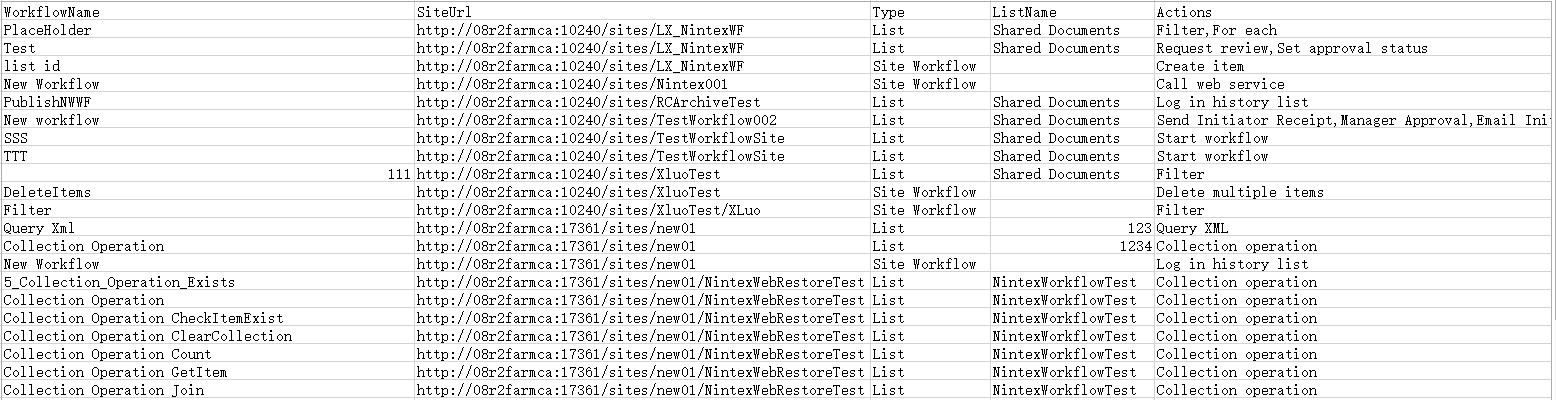 WorkflowName SiteUrl Type ListName Actions
PlaceHolder http://08r2farmca:10240/sites/LX_NintexWF List Shared Documents Filter,For each
Test http://08r2farmca:10240/sites/LX_NintexWF List Shared Documents Request review,Set approval status
list id http://08r2farmca:10240/sites/LX_NintexWF Site Workflow Create item
New Workflow http://08r2farmca:10240/sites/Nintex001 Site Workflow Call web service
PublishNWWF http://08r2farmca:10240/sites/RCArchiveTest List Shared Documents Log in history list
New workflow http://08r2farmca:10240/sites/TestWorkflow002 List Shared Documents Send Initiator Receipt,Manager Approval,Email Ini
SSS http://08r2farmca:10240/sites/TestWorkflowSite List Shared Documents Start workflow
TTT http://08r2farmca:10240/sites/TestWorkflowSite List Shared Documents Start workflow
111 http://08r2farmca:10240/sites/XluoTest List Shared Documents Filter
DeleteItems http://08r2farmca:10240/sites/XluoTest Site Workflow Delete multiple items
Filter http://08r2farmca:10240/sites/XluoTest/XLuo Site Workflow Filter
Query Xml http://08r2farmca:17361/sites/new01 List 123 Query XML
Collection Operation http://08r2farmca:17361/sites/new01 List 1234 Collection operation
New Workflow http://08r2farmca:17361/sites/new01 Site Workflow Log in history list
5_Collection_Operation_Exists http://08r2farmca:17361/sites/new01/NintexWebRestoreTest List NintexWorkflowTest Collection operation
Collection Operation http://08r2farmca:17361/sites/new01/NintexWebRestoreTest List NintexWorkflowTest Collection operation
Collection Operation CheckItemExist http://08r2farmca:17361/sites/new01/NintexWebRestoreTest List NintexWorkflowTest Collection operation
Collection Operation ClearCollection http://08r2farmca:17361/sites/new01/NintexWebRestoreTest List NintexWorkflowTest Collection operation
Collection Operation Count http://08r2farmca:17361/sites/new01/NintexWebRestoreTest List NintexWorkflowTest Collection operation
Collection Operation GetItem http://08r2farmca:17361/sites/new01/NintexWebRestoreTest List NintexWorkflowTest Collection operation
Collection Operation Join http://08r2farmca:17361/sites/new01/NintexWebRestoreTest List NintexWorkflowTest Collection operation